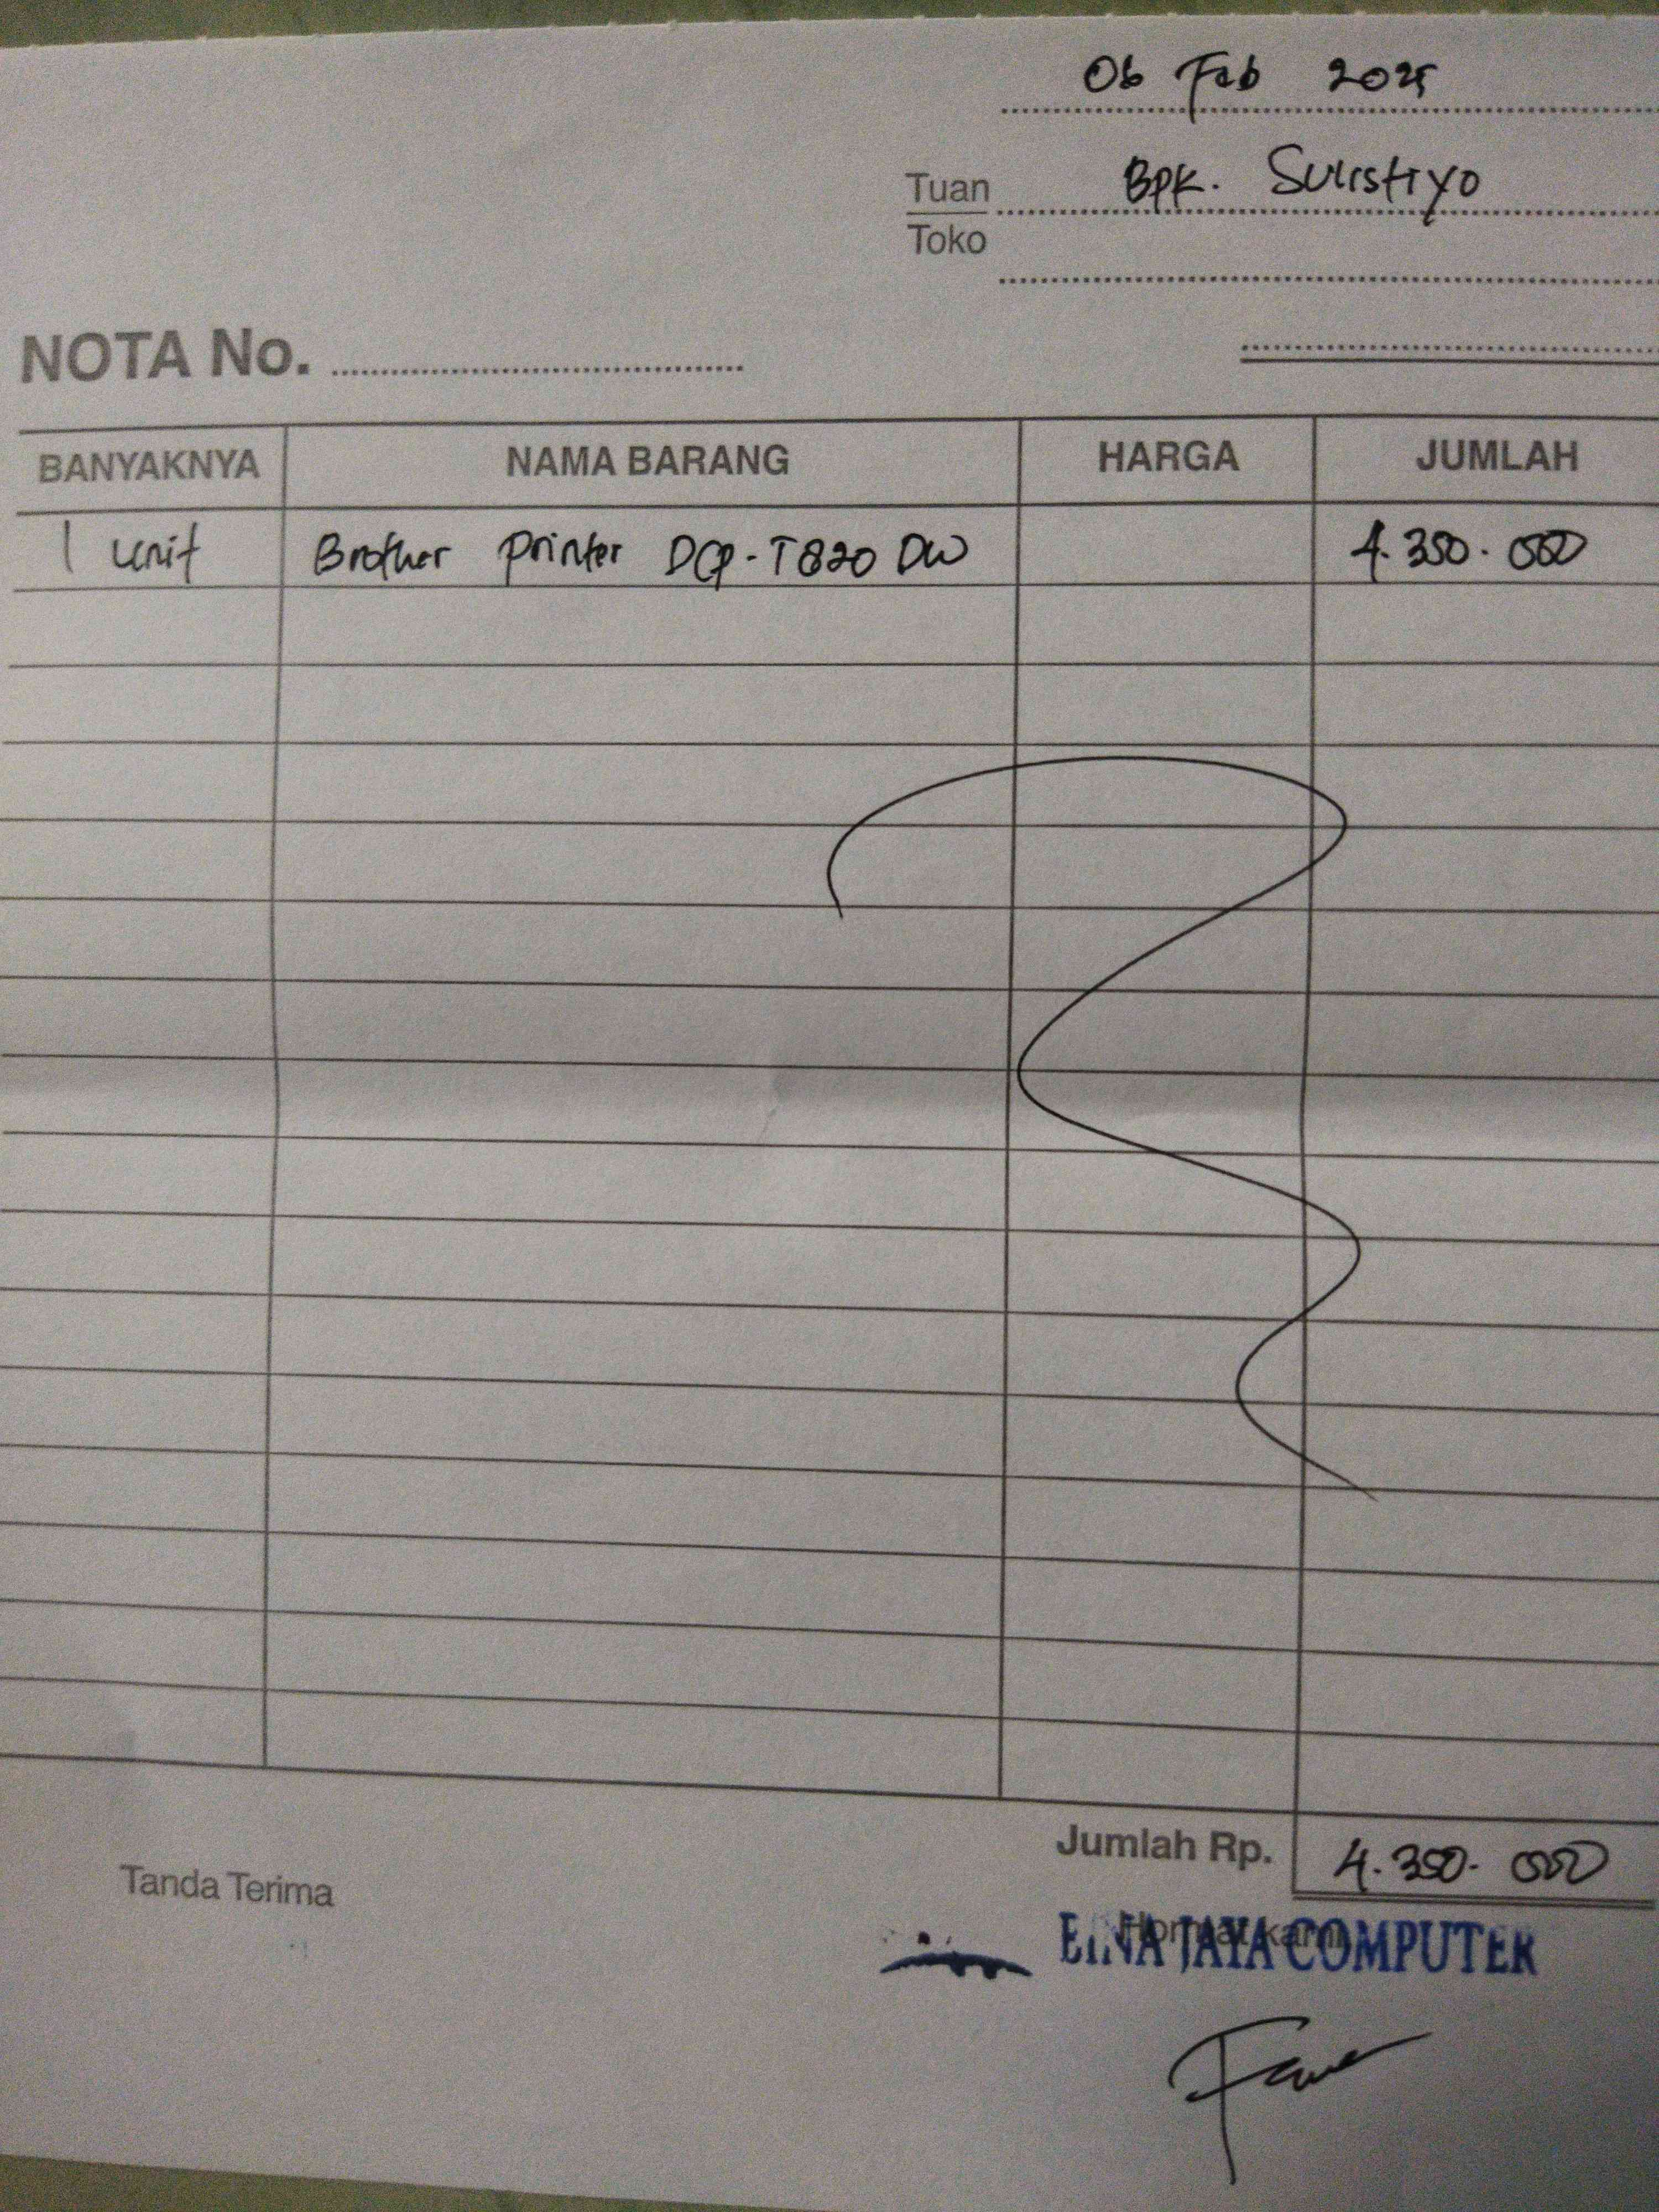 06 Feb 2025
Tuan Bpk. Sulistiyo
Toko
NOTA No.
BANYAKNYA NAMA BARANG HARGA JUMLAH
1 unit Brother printer DCP-T820 DW 4.350.000
Jumlah Rp. 4.350.000
Tanda Terima
Hormat kami
JAYA COMPUTER